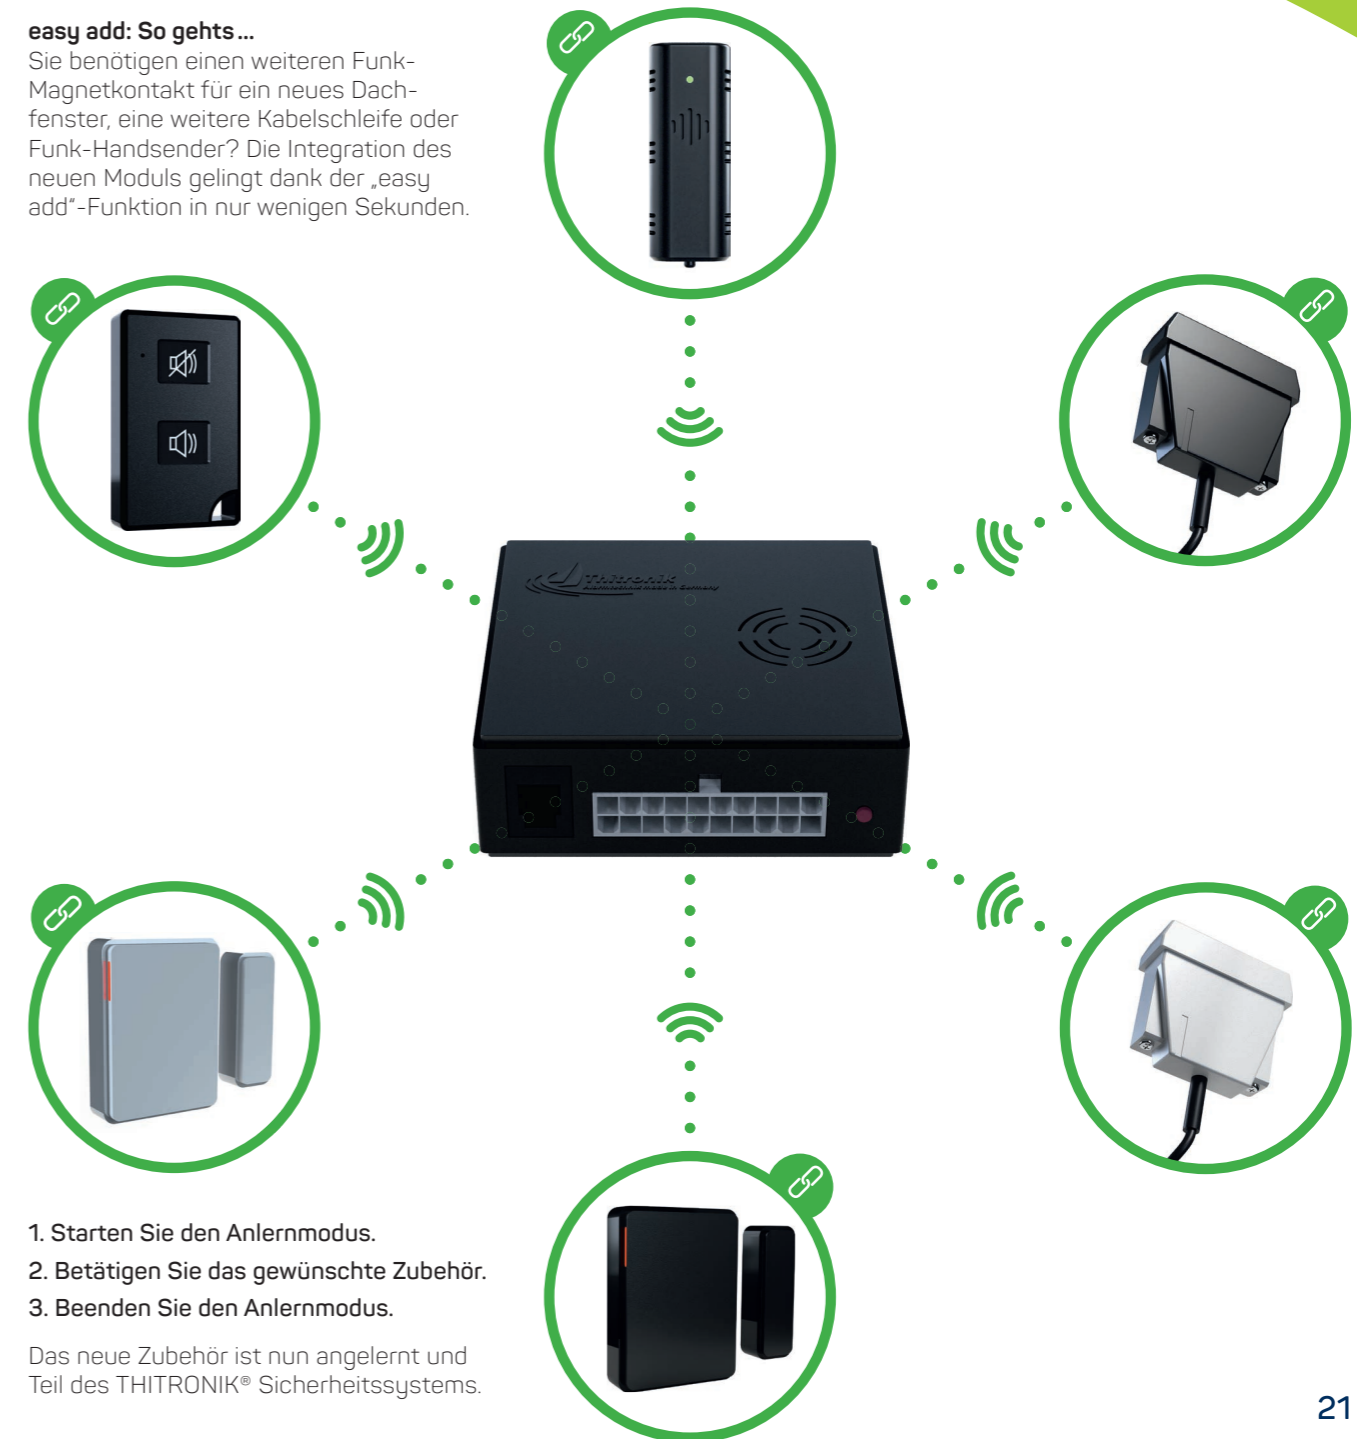 easy add: So gehts ...
Sie benötigen einen weiteren Funk-
Magnetkontakt für ein neues Dach-
fenster, eine weitere Kabelschleife oder
Funk-Handsender? Die Integration des
neuen Moduls gelingt dank der „easy
add“-Funktion in nur wenigen Sekunden.
Thitronik
1. Starten Sie den Anlernmodus.
2. Betätigen Sie das gewünschte Zubehör.
3. Beenden Sie den Anlernmodus.
Das neue Zubehör ist nun angelernt und
Teil des THITRONIK® Sicherheitssystems.
21